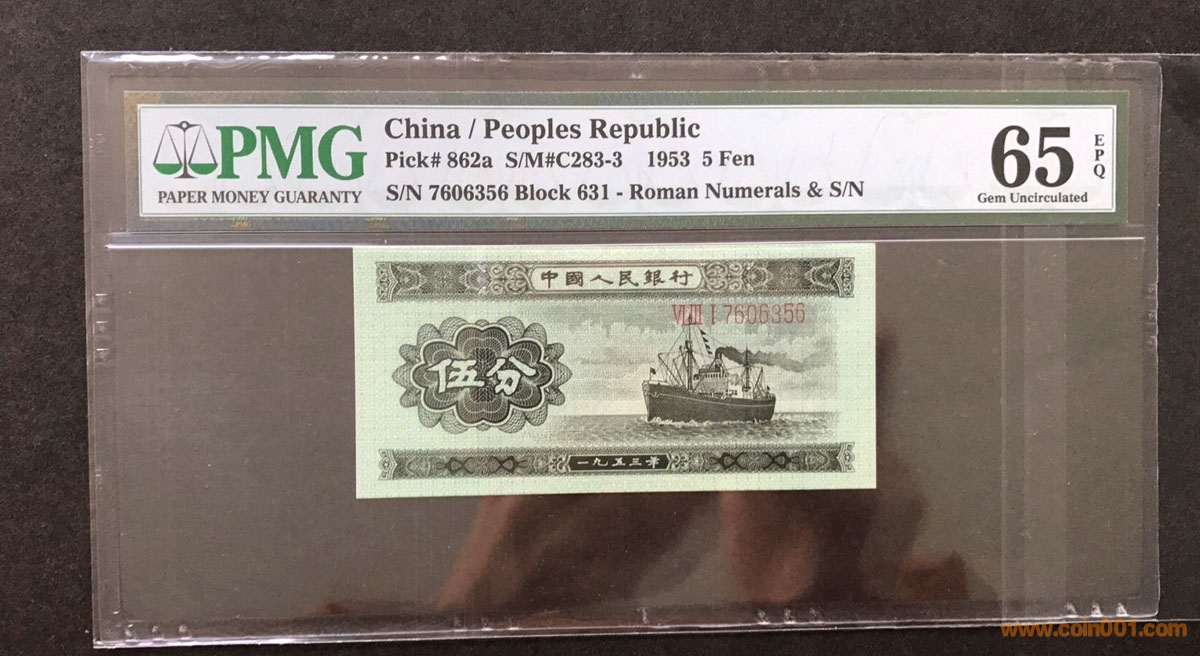 PMG
PAPER MONEY GUARANTY
China / Peoples Republic
Pick# 862a S/M#C283-3 1953 5 Fen
S/N 7606356 Block 631 - Roman Numerals & S/N
65
EPQ
Gem Uncirculated
中國人民銀行
VI III I 7606356
伍分
一九五三年
www.coin001.com